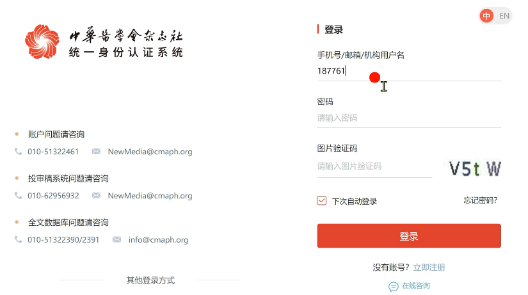 中 EN
中华医学会杂志社
统一身份认证系统
登录
手机号/邮箱/机构用户名
187761
密码
请输入密码
图片验证码
请输入图片验证码
V5t W
下次自动登录
忘记密码?
登录
没有账号? 立即注册
在线咨询
账户问题请咨询
010-51322461 NewMedia@cmaph.org
投审稿系统问题请咨询
010-62956932 NewMedia@cmaph.org
全文数据库问题请咨询
010-51322390/2391 info@cmaph.org
其他登录方式